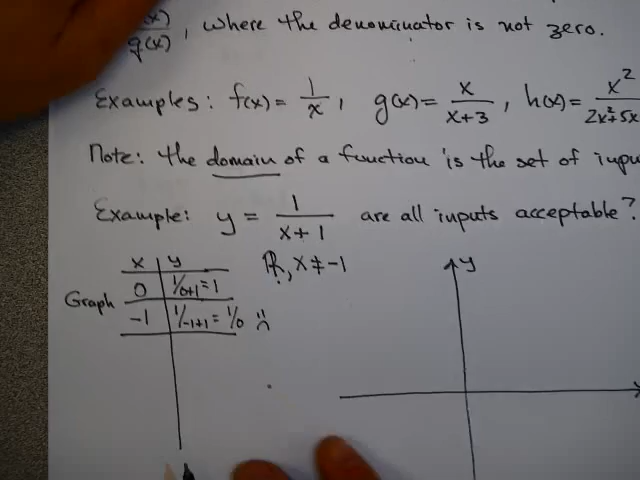 g(x), where the denominator is not zero.
Examples: f(x) = 1/x, g(x) = x/x+3, h(x) = x²/2x²+5x
Note: the domain of a function is the set of
Example: y = 1/x+1 are all inputs acceptable?
x | y ℝ, x ≠ -1
0 | 1/0+1 = 1
Graph
-1 | 1/-1+1 = 1/0 :(
y